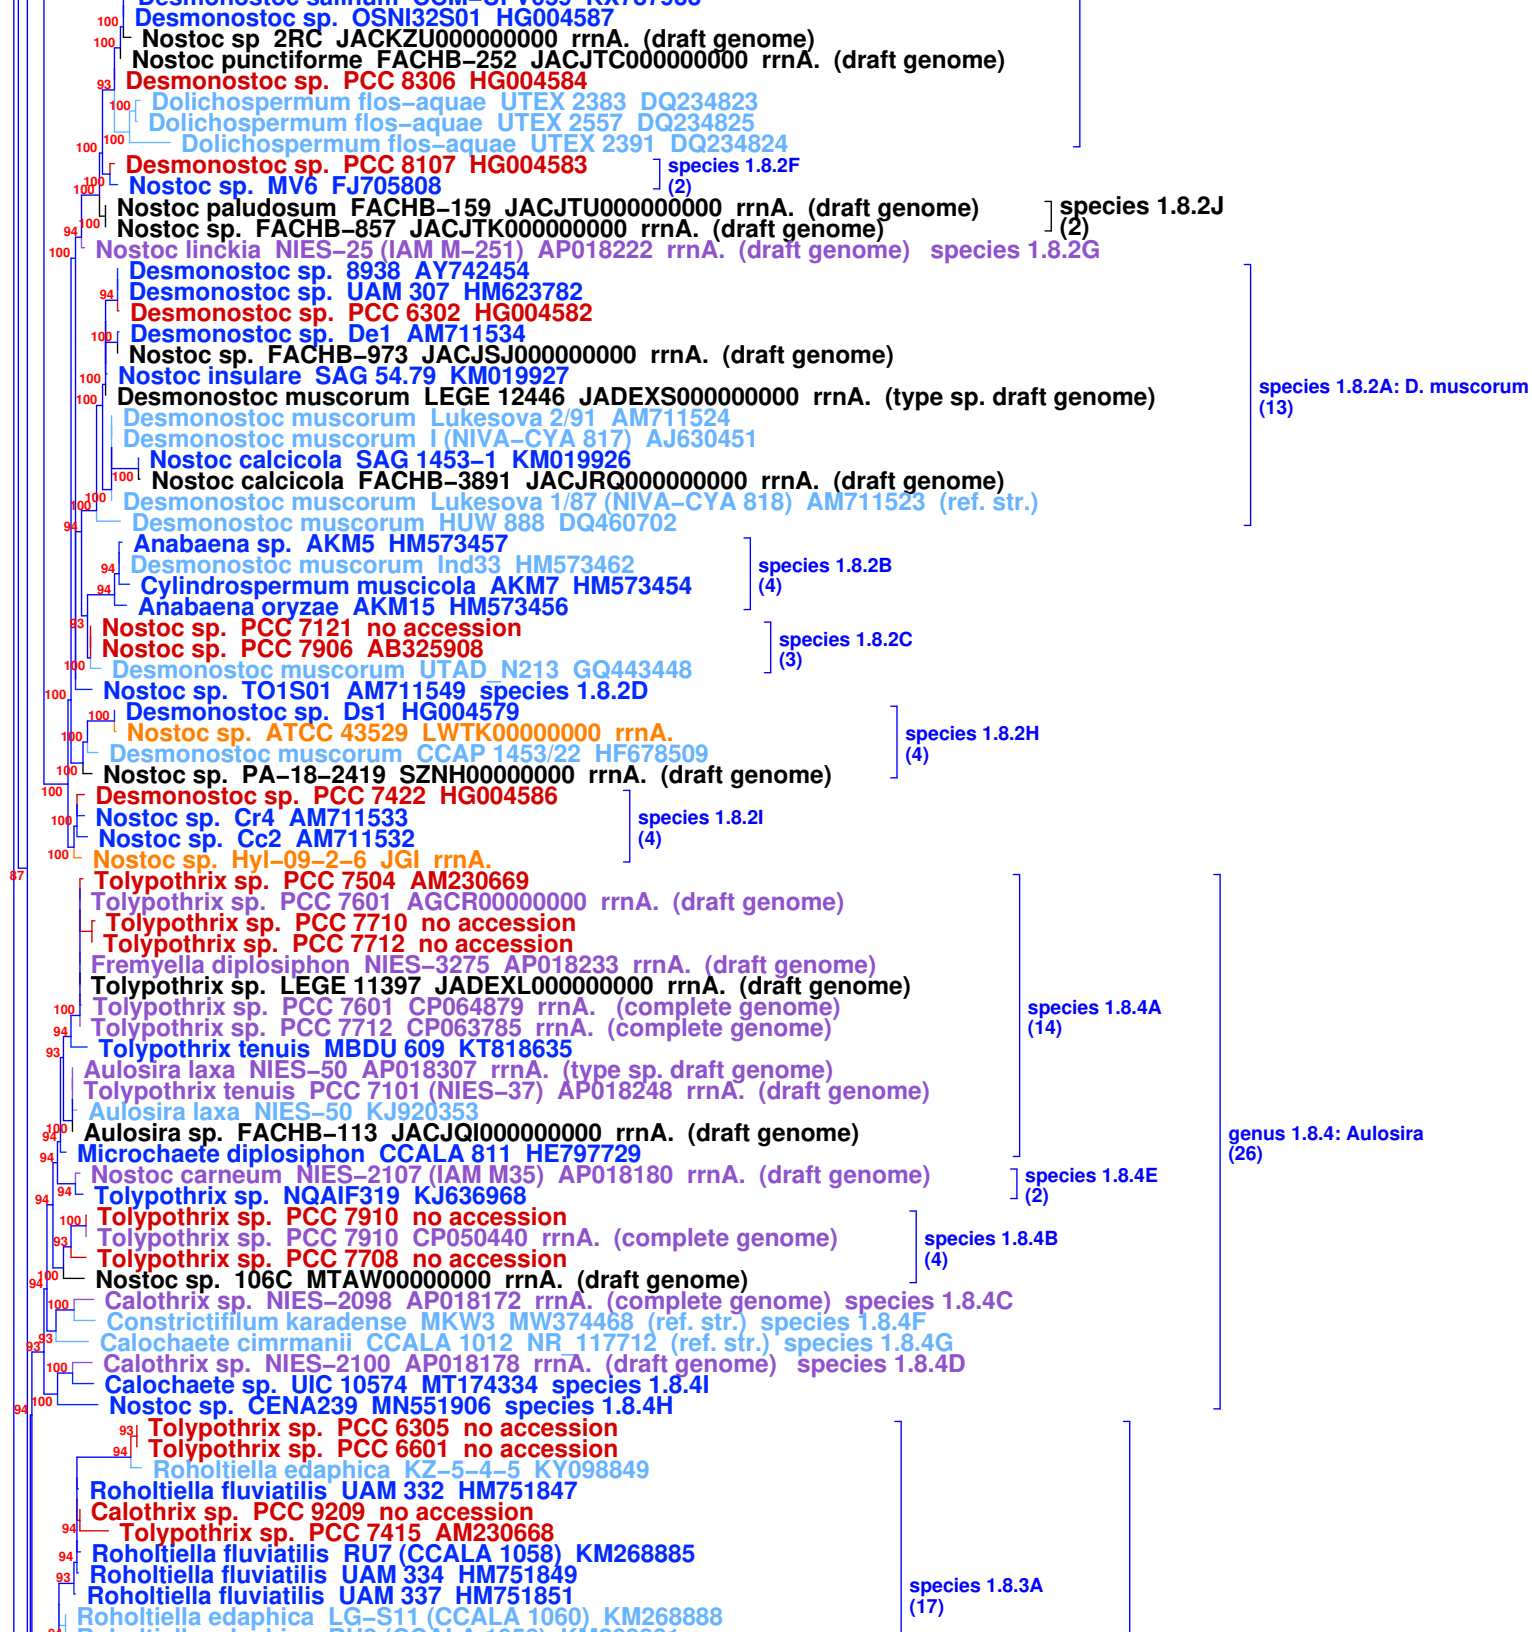 Desmonostoc salinum CCM-UFV059 KX787933
Desmonostoc sp. OSNI32S01 HG004587
Nostoc sp 2RC JACKZU000000000 rrnA. (draft genome)
Nostoc punctiforme FACHB-252 JACJTC000000000 rrnA. (draft genome)
Desmonostoc sp. PCC 8306 HG004584
Dolichospermum flos-aquae UTEX 2383 DQ234823
Dolichospermum flos-aquae UTEX 2557 DQ234825
Dolichospermum flos-aquae UTEX 2391 DQ234824
Desmonostoc sp. PCC 8107 HG004583 species 1.8.2F
Nostoc sp. MV6 FJ705808 (2)
Nostoc paludosum FACHB-159 JACJTU000000000 rrnA. (draft genome) species 1.8.2J
Nostoc sp. FACHB-857 JACJTK000000000 rrnA. (draft genome) (2)
Nostoc linckia NIES-25 (IAM M-251) AP018222 rrnA. (draft genome) species 1.8.2G
Desmonostoc sp. 8938 AY742454
Desmonostoc sp. UAM 307 HM623782
Desmonostoc sp. PCC 6302 HG004582
Desmonostoc sp. De1 AM711534
Nostoc sp. FACHB-973 JACJSJ000000000 rrnA. (draft genome)
Nostoc insulare SAG 54.79 KM019927
species 1.8.2A: D. muscorum
Desmonostoc muscorum LEGE 12446 JADEXS000000000 rrnA. (type sp. draft genome)
(13)
Desmonostoc muscorum Lukesova 2/91 AM711524
Desmonostoc muscorum I (NIVA-CYA 817) AJ630451
Nostoc calcicola SAG 1453-1 KM019926
Nostoc calcicola FACHB-3891 JACJRQ000000000 rrnA. (draft genome)
Desmonostoc muscorum Lukesova 1/87 (NIVA-CYA 818) AM711523 (ref. str.)
Desmonostoc muscorum HUW 888 DQ460702
Anabaena sp. AKM5 HM573457
Desmonostoc muscorum Ind33 HM573462 species 1.8.2B
Cylindrospermum muscicola AKM7 HM573454 (4)
Anabaena oryzae AKM15 HM573456
Nostoc sp. PCC 7121 no accession
species 1.8.2C
Nostoc sp. PCC 7906 AB325908
(3)
Desmonostoc muscorum UTAD_N213 GQ443448
Nostoc sp. TO1S01 AM711549 species 1.8.2D
Desmonostoc sp. Ds1 HG004579
Nostoc sp. ATCC 43529 LWTK00000000 rrnA. species 1.8.2H
Desmonostoc muscorum CCAP 1453/22 HF678509 (4)
Nostoc sp. PA-18-2419 SZNH00000000 rrnA. (draft genome)
Desmonostoc sp. PCC 7422 HG004586
Nostoc sp. Cr4 AM711533 species 1.8.2I
Nostoc sp. Cc2 AM711532 (4)
Nostoc sp. Hyl-09-2-6 JGI rrnA.
Tolypothrix sp. PCC 7504 AM230669
Tolypothrix sp. PCC 7601 AGCR00000000 rrnA. (draft genome)
Tolypothrix sp. PCC 7710 no accession
Tolypothrix sp. PCC 7712 no accession
Fremyella diplosiphon NIES-3275 AP018233 rrnA. (draft genome)
Tolypothrix sp. LEGE 11397 JADEXL000000000 rrnA. (draft genome)
Tolypothrix sp. PCC 7601 CP064879 rrnA. (complete genome) species 1.8.4A
Tolypothrix sp. PCC 7712 CP063785 rrnA. (complete genome) (14)
Tolypothrix tenuis MBDU 609 KT818635
Aulosira laxa NIES-50 AP018307 rrnA. (type sp. draft genome)
Tolypothrix tenuis PCC 7101 (NIES-37) AP018248 rrnA. (draft genome)
Aulosira laxa NIES-50 KJ920353
Aulosira sp. FACHB-113 JACJQI000000000 rrnA. (draft genome) genus 1.8.4: Aulosira
Microchaete diplosiphon CCALA 811 HE797729 (26)
Nostoc carneum NIES-2107 (IAM M35) AP018180 rrnA. (draft genome) species 1.8.4E
Tolypothrix sp. NQAIF319 KJ636968 (2)
Tolypothrix sp. PCC 7910 no accession
Tolypothrix sp. PCC 7910 CP050440 rrnA. (complete genome) species 1.8.4B
Tolypothrix sp. PCC 7708 no accession (4)
Nostoc sp. 106C MTAW00000000 rrnA. (draft genome)
Calothrix sp. NIES-2098 AP018172 rrnA. (complete genome) species 1.8.4C
Constrictifilum karadense MKW3 MW374468 (ref. str.) species 1.8.4F
Calochaete cimrmanii CCALA 1012 NR_117712 (ref. str.) species 1.8.4G
Calothrix sp. NIES-2100 AP018178 rrnA. (draft genome) species 1.8.4D
Calochaete sp. UIC 10574 MT174334 species 1.8.4I
Nostoc sp. CENA239 MN551906 species 1.8.4H
Tolypothrix sp. PCC 6305 no accession
Tolypothrix sp. PCC 6601 no accession
Roholtiella edaphica KZ-5-4-5 KY098849
Roholtiella fluviatilis UAM 332 HM751847
Calothrix sp. PCC 9209 no accession
Tolypothrix sp. PCC 7415 AM230668
Roholtiella fluviatilis RU7 (CCALA 1058) KM268885
Roholtiella fluviatilis UAM 334 HM751849
Roholtiella fluviatilis UAM 337 HM751851
species 1.8.3A
(17)
Roholtiella edaphica LG-S11 (CCALA 1060) KM268888